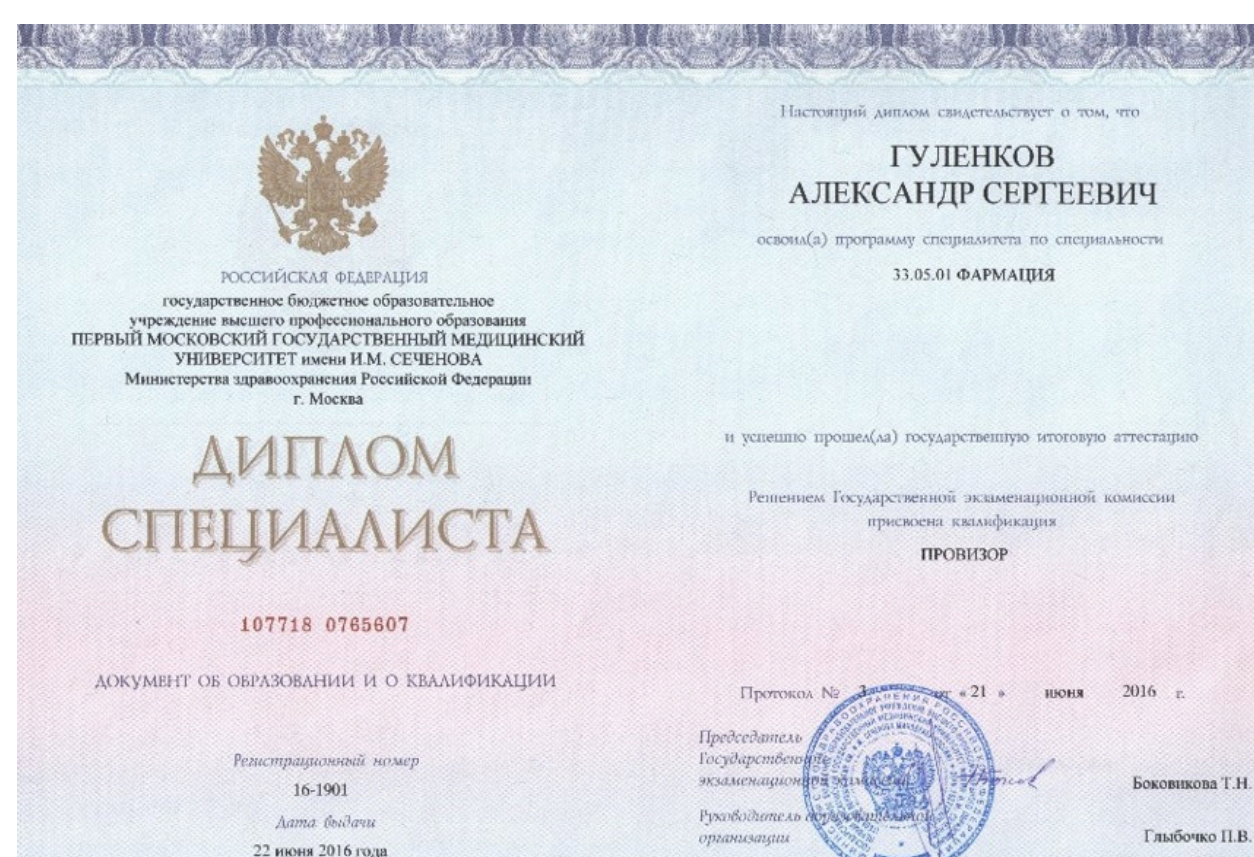 РОССИЙСКАЯ ФЕДЕРАЦИЯ
государственное бюджетное образовательное
учреждение высшего профессионального образования
ПЕРВЫЙ МОСКОВСКИЙ ГОСУДАРСТВЕННЫЙ МЕДИЦИНСКИЙ
УНИВЕРСИТЕТ имени И.М. СЕЧЕНОВА
Министерства здравоохранения Российской Федерации
г. Москва
ДИПЛОМ
СПЕЦИАЛИСТА
107718 0765607
ДОКУМЕНТ ОБ ОБРАЗОВАНИИ И О КВАЛИФИКАЦИИ
Регистрационный номер
16-1901
Дата выдачи
22 июня 2016 года
Настоящий диплом свидетельствует о том, что
ГУЛЕНКОВ
АЛЕКСАНДР СЕРГЕЕВИЧ
освоил(а) программу специалитета по специальности
33.05.01 ФАРМАЦИЯ
и успешно прошел(ла) государственную итоговую аттестацию
Решением Государственной экзаменационной комиссии
присвоена квалификация
ПРОВИЗОР
Протокол № 3 от « 21 » июня 2016 г.
Председатель
Государственной
экзаменационной комиссии Боковикова Т.Н.
Руководитель образовательной
организации Глыбочко П.В.